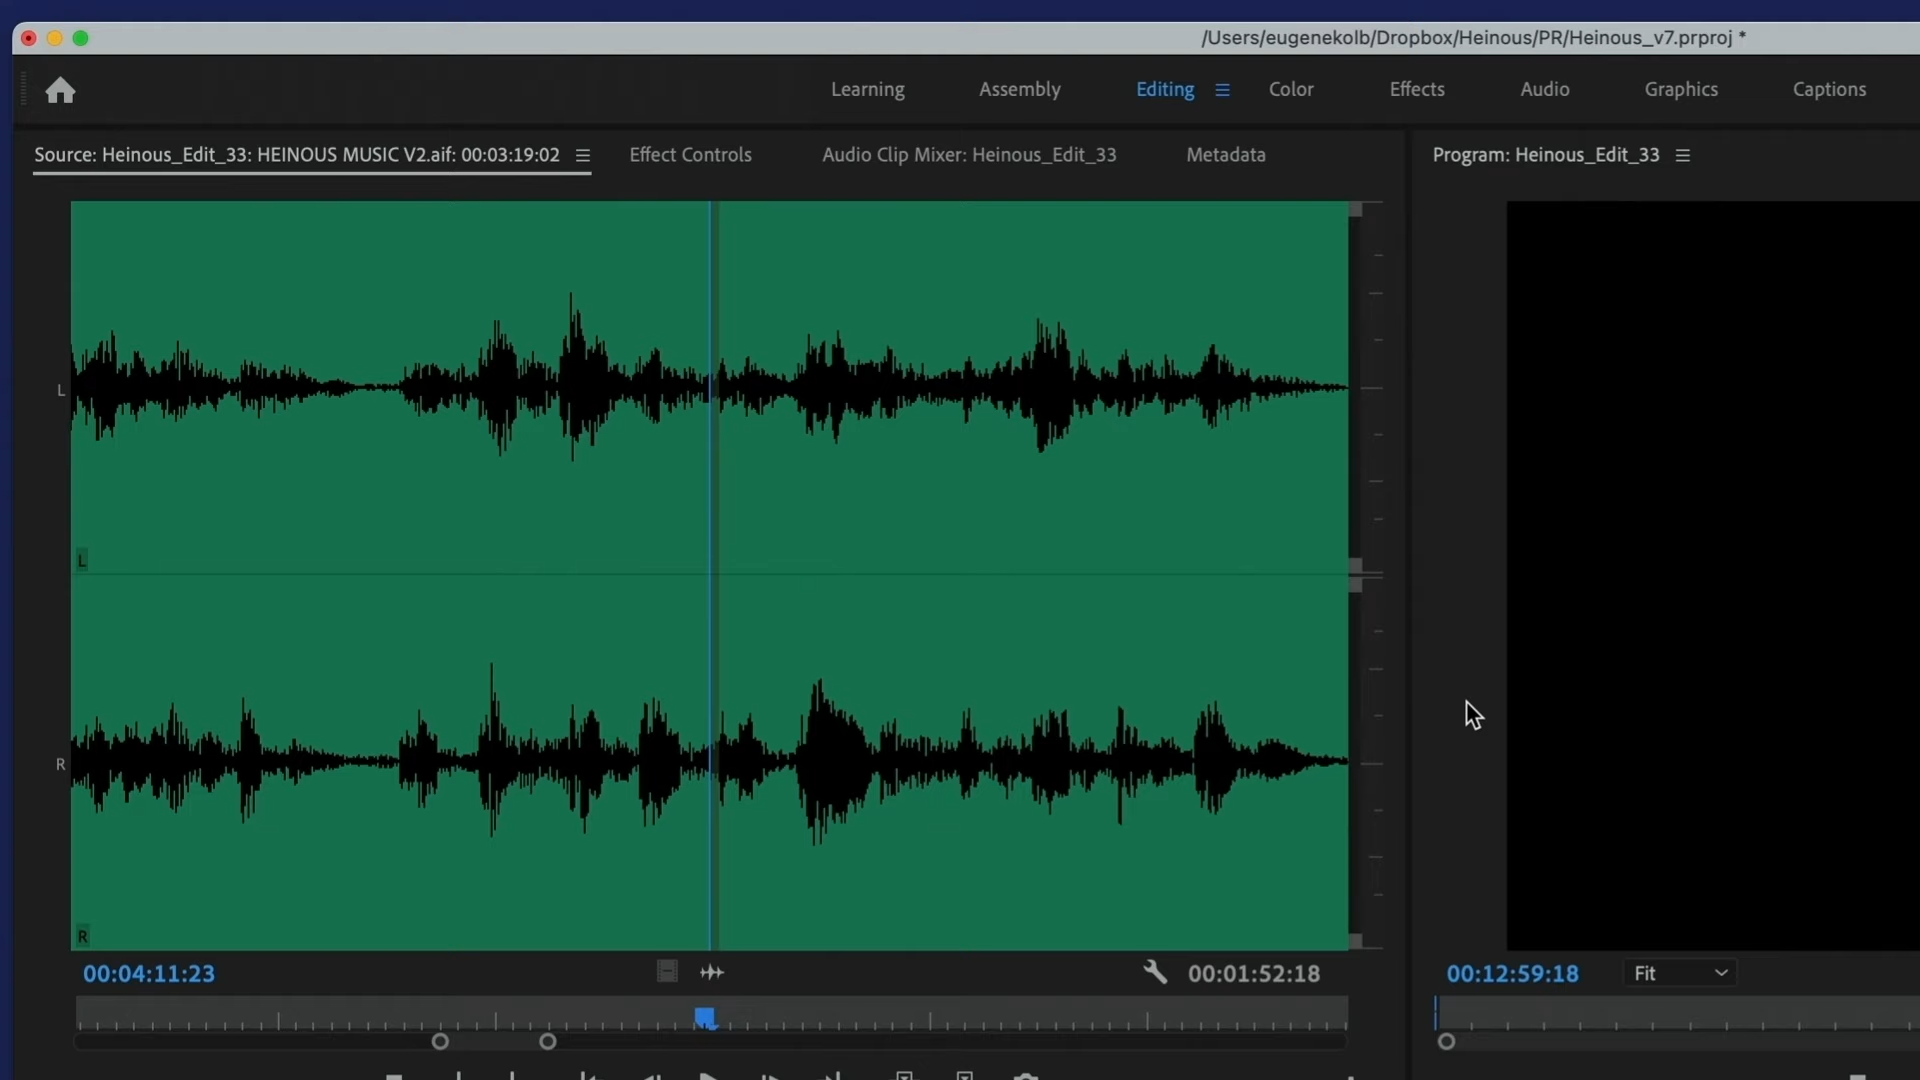 /Users/eugenekolb/Dropbox/Heinous/PR/Heinous_v7.prproj *
Learning Assembly Editing Color Effects Audio Graphics Captions
Source: Heinous_Edit_33: HEINOUS MUSIC V2.aif: 00:03:19:02 Effect Controls Audio Clip Mixer: Heinous_Edit_33 Metadata Program: Heinous_Edit_33
L
L
R
R
00:04:11:23 00:01:52:18 00:12:59:18 Fit